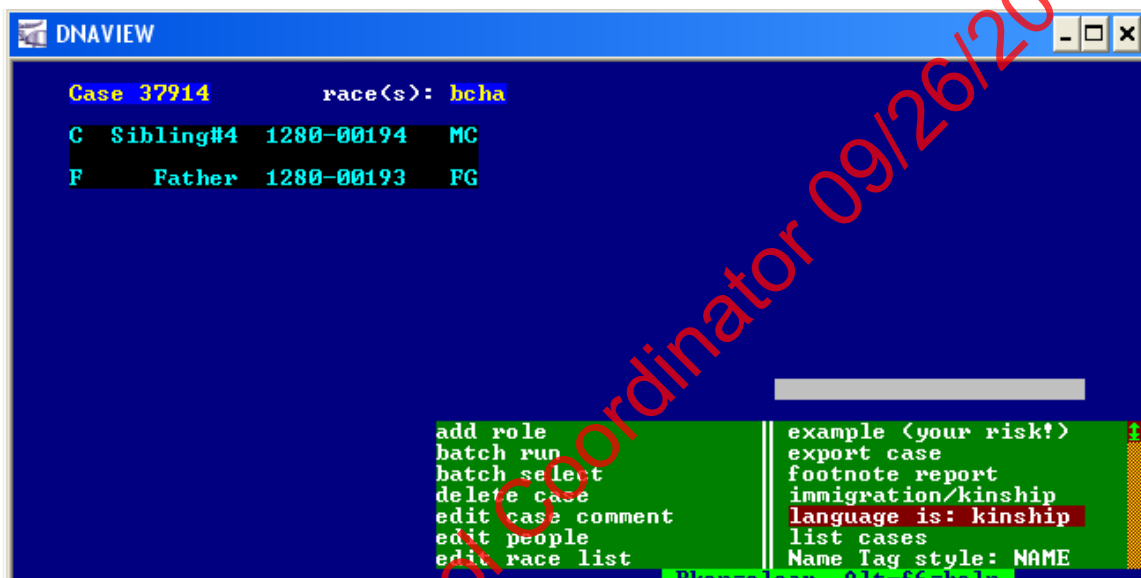 DNAVIEW
Case 37914 race(s): bcha
C Sibling#4 1280-00194 MC
F Father 1280-00193 FG
add role
batch run
batch select
delete case
edit case comment
edit people
edit race list
example (your risk!)
export case
footnote report
immigration/kinship
language is: kinship
list cases
Name Tag style: NAME
ol Coordinator 09/26/20